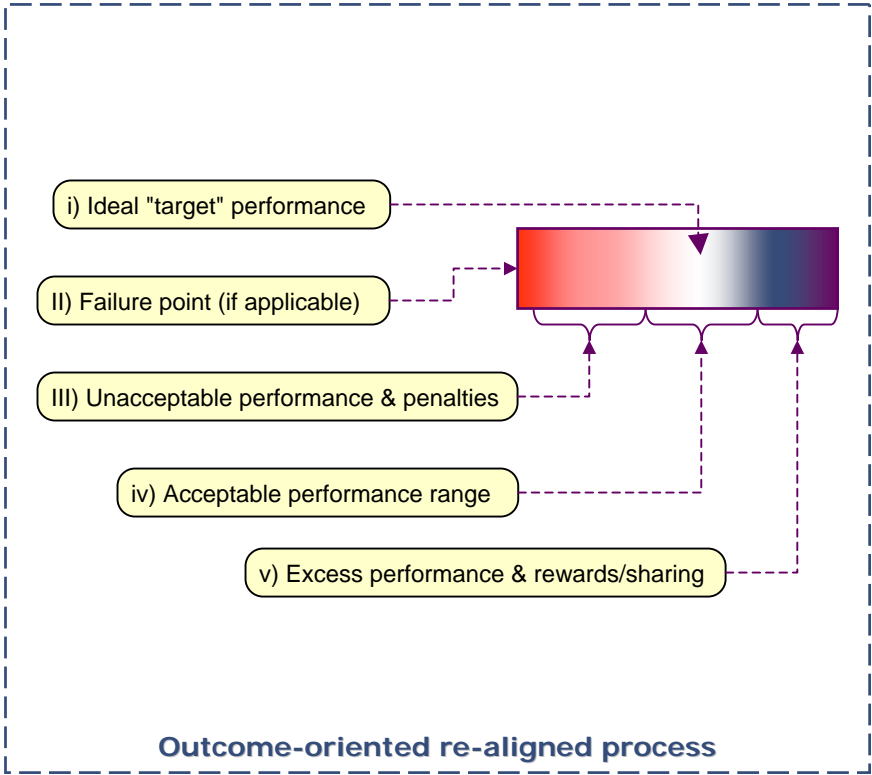 i) Ideal "target" performance
II) Failure point (if applicable)
III) Unacceptable performance & penalties
iv) Acceptable performance range
v) Excess performance & rewards/sharing
Outcome-oriented re-aligned process